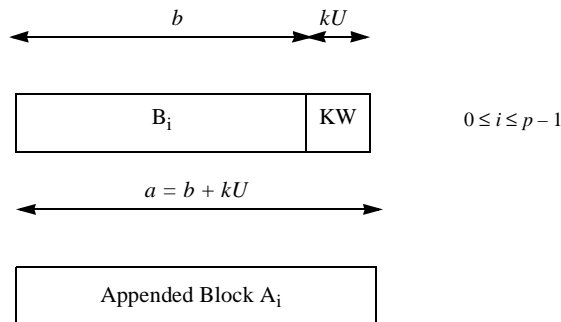 b kU
B_i KW 0 ≤ i ≤ p – 1
a = b + kU
Appended Block A_i